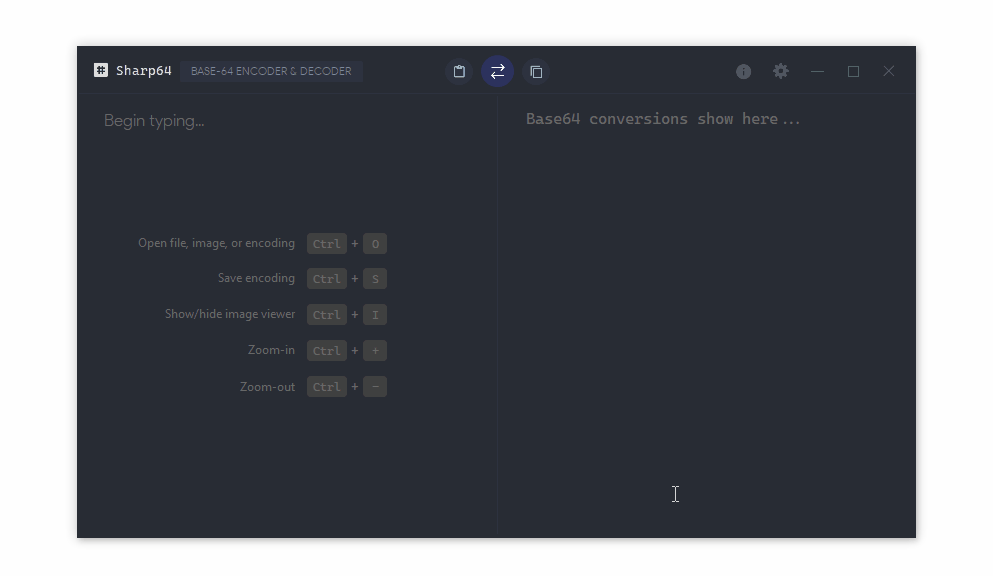 # Sharp64 BASE-64 ENCODER & DECODER
Begin typing...
Base64 conversions show here...
Open file, image, or encoding Ctrl + O
Save encoding Ctrl + S
Show/hide image viewer Ctrl + I
Zoom-in Ctrl + +
Zoom-out Ctrl + -